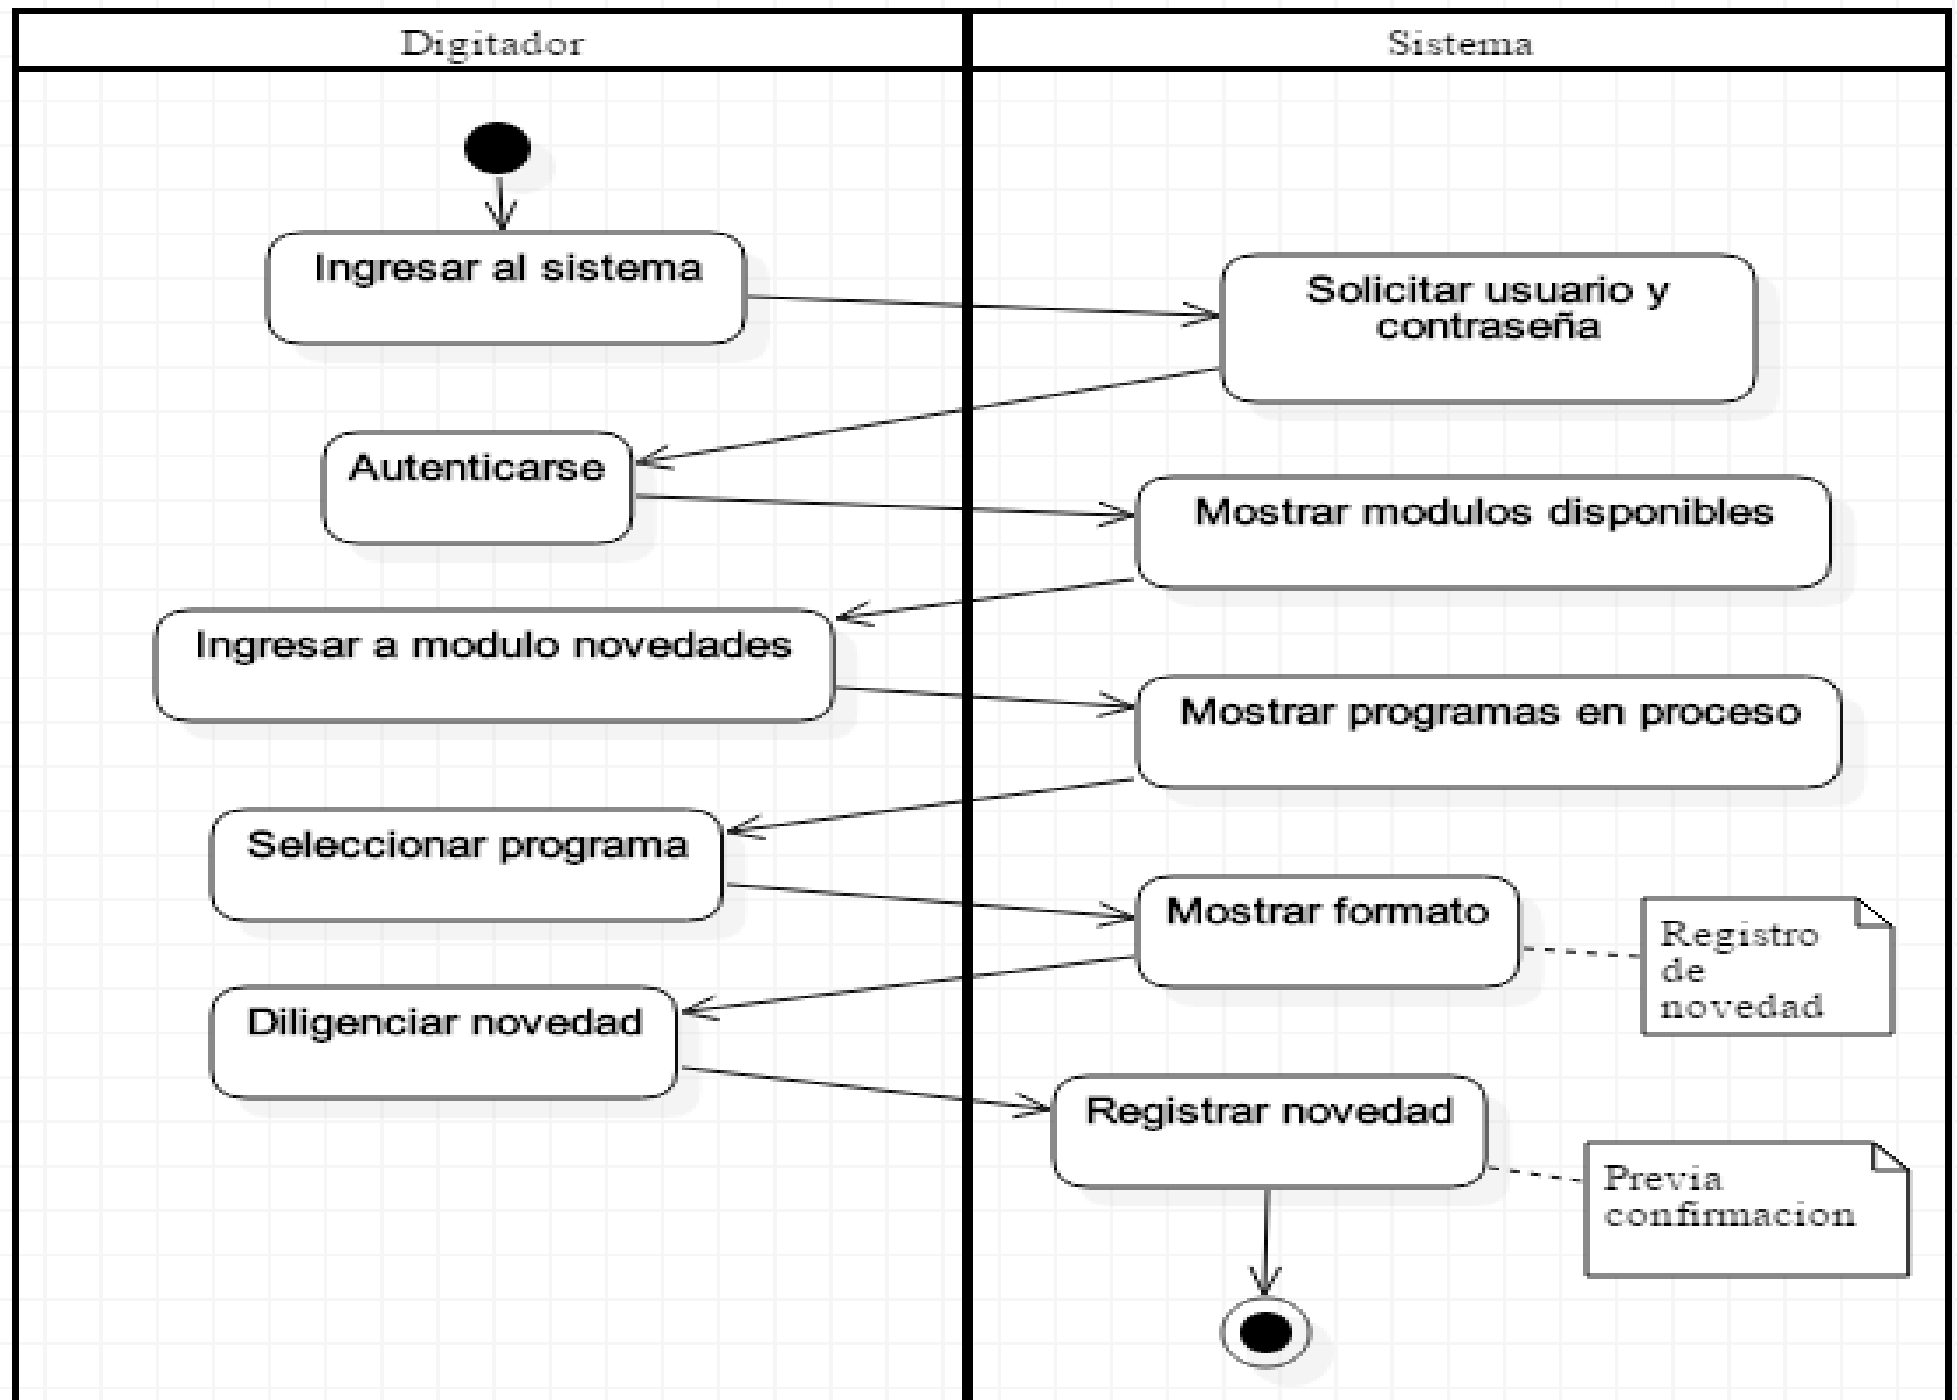 Digitador
Sistema
Ingresar al sistema
Solicitar usuario y
contraseña
Autenticarse
Mostrar modulos disponibles
Ingresar a modulo novedades
Mostrar programas en proceso
Seleccionar programa
Mostrar formato
Registro
de
novedad
Diligenciar novedad
Registrar novedad
Previa
confirmacion